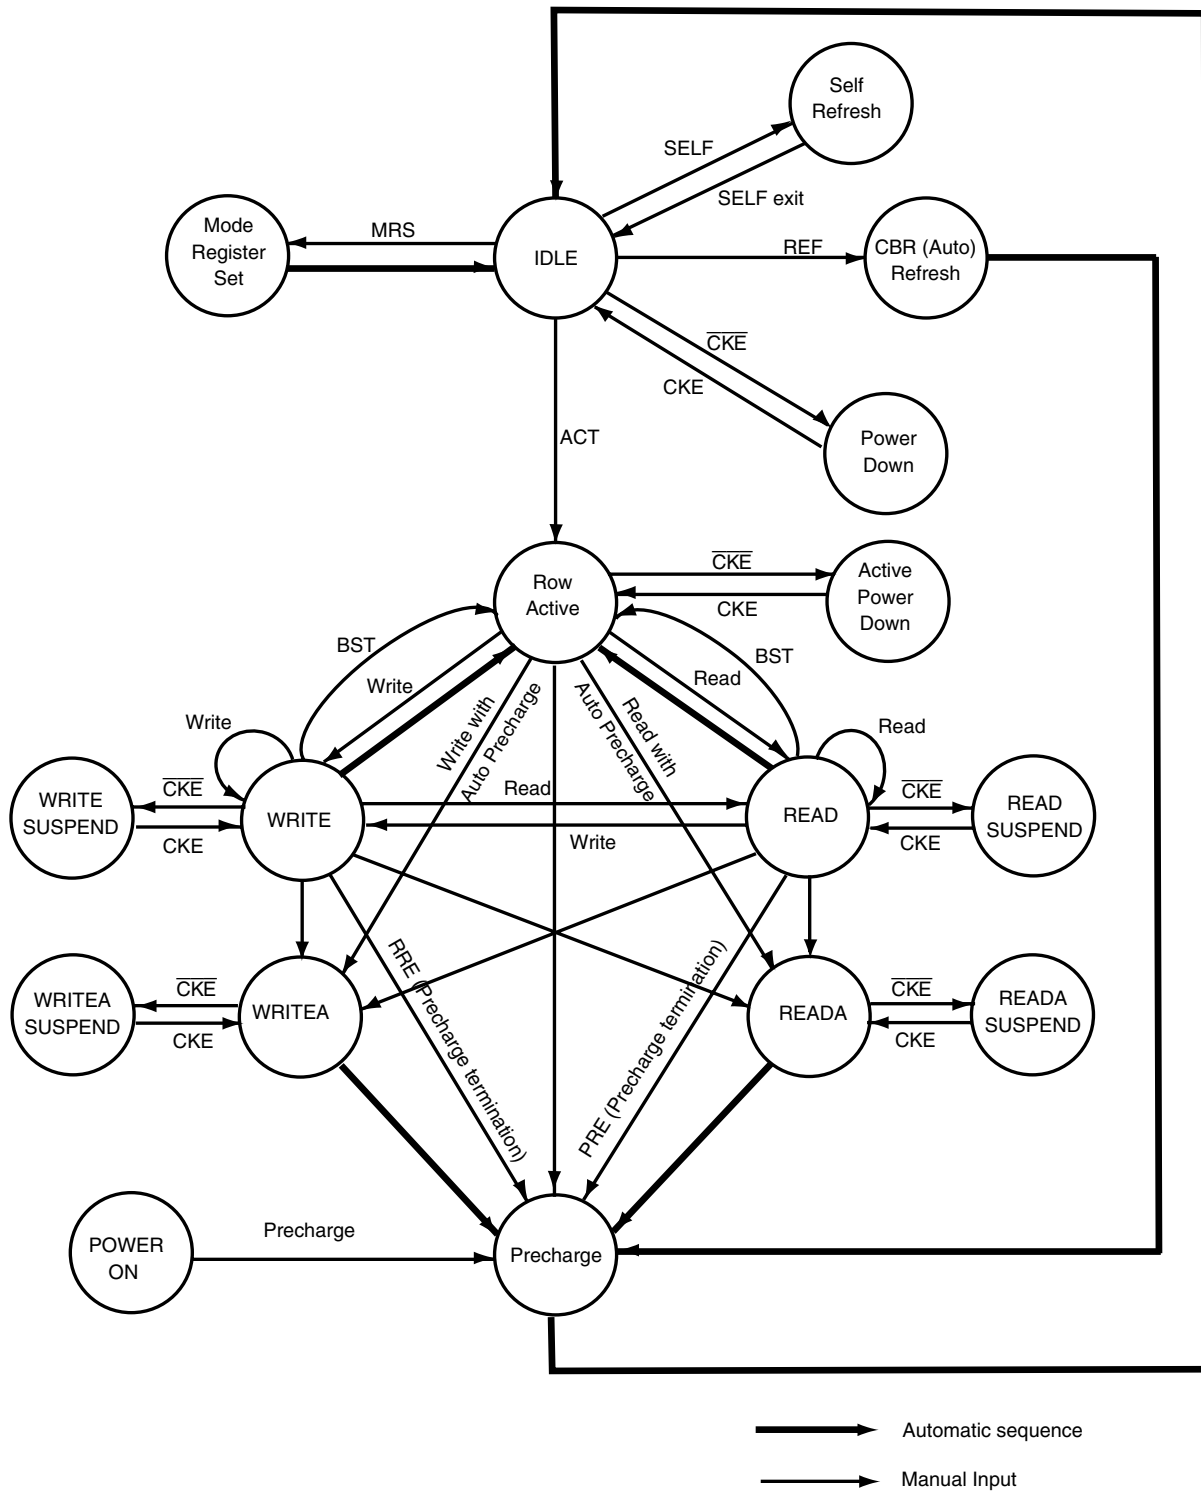 Self
Refresh
SELF
SELF exit
Mode
Register
Set
MRS
IDLE
REF
CBR (Auto)
Refresh
CKE
CKE
Power
Down
ACT
Row
Active
CKE
CKE
Active
Power
Down
BST
Write
Write with
Auto Precharge
Read with
Auto Precharge
Read
BST
Write
Read
WRITE
SUSPEND
CKE
CKE
WRITE
Read
Write
READ
CKE
CKE
READ
SUSPEND
WRITEA
SUSPEND
CKE
CKE
WRITEA
RRE (Precharge termination)
PRE (Precharge termination)
READA
CKE
CKE
READA
SUSPEND
POWER
ON
Precharge
Precharge
Automatic sequence
Manual Input